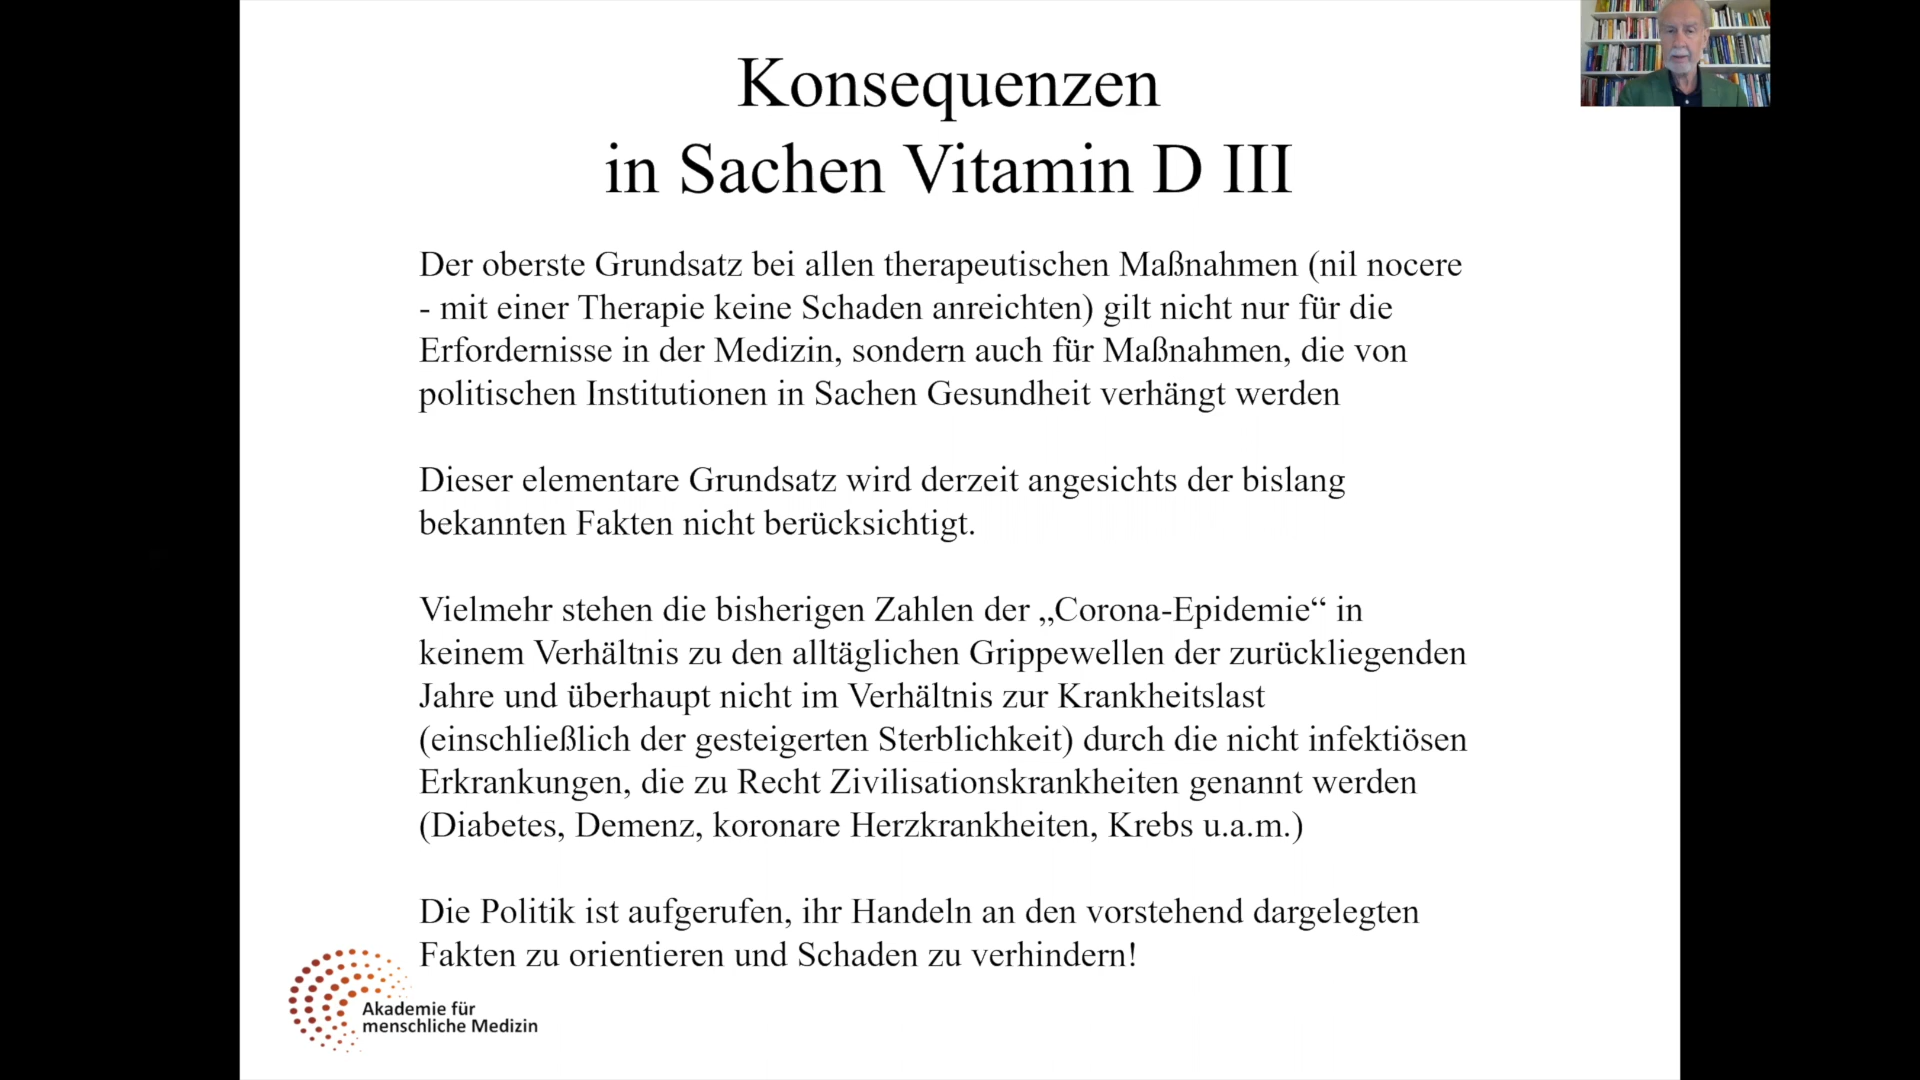 Konsequenzen
in Sachen Vitamin D III
Der oberste Grundsatz bei allen therapeutischen Maßnahmen (nil nocere
- mit einer Therapie keine Schaden anreichten) gilt nicht nur für die
Erfordernisse in der Medizin, sondern auch für Maßnahmen, die von
politischen Institutionen in Sachen Gesundheit verhängt werden
Dieser elementare Grundsatz wird derzeit angesichts der bislang
bekannten Fakten nicht berücksichtigt.
Vielmehr stehen die bisherigen Zahlen der „Corona-Epidemie“ in
keinem Verhältnis zu den alltäglichen Grippewellen der zurückliegenden
Jahre und überhaupt nicht im Verhältnis zur Krankheitslast
(einschließlich der gesteigerten Sterblichkeit) durch die nicht infektiösen
Erkrankungen, die zu Recht Zivilisationskrankheiten genannt werden
(Diabetes, Demenz, koronare Herzkrankheiten, Krebs u.a.m.)
Die Politik ist aufgerufen, ihr Handeln an den vorstehend dargelegten
Fakten zu orientieren und Schaden zu verhindern!
Akademie für
menschliche Medizin